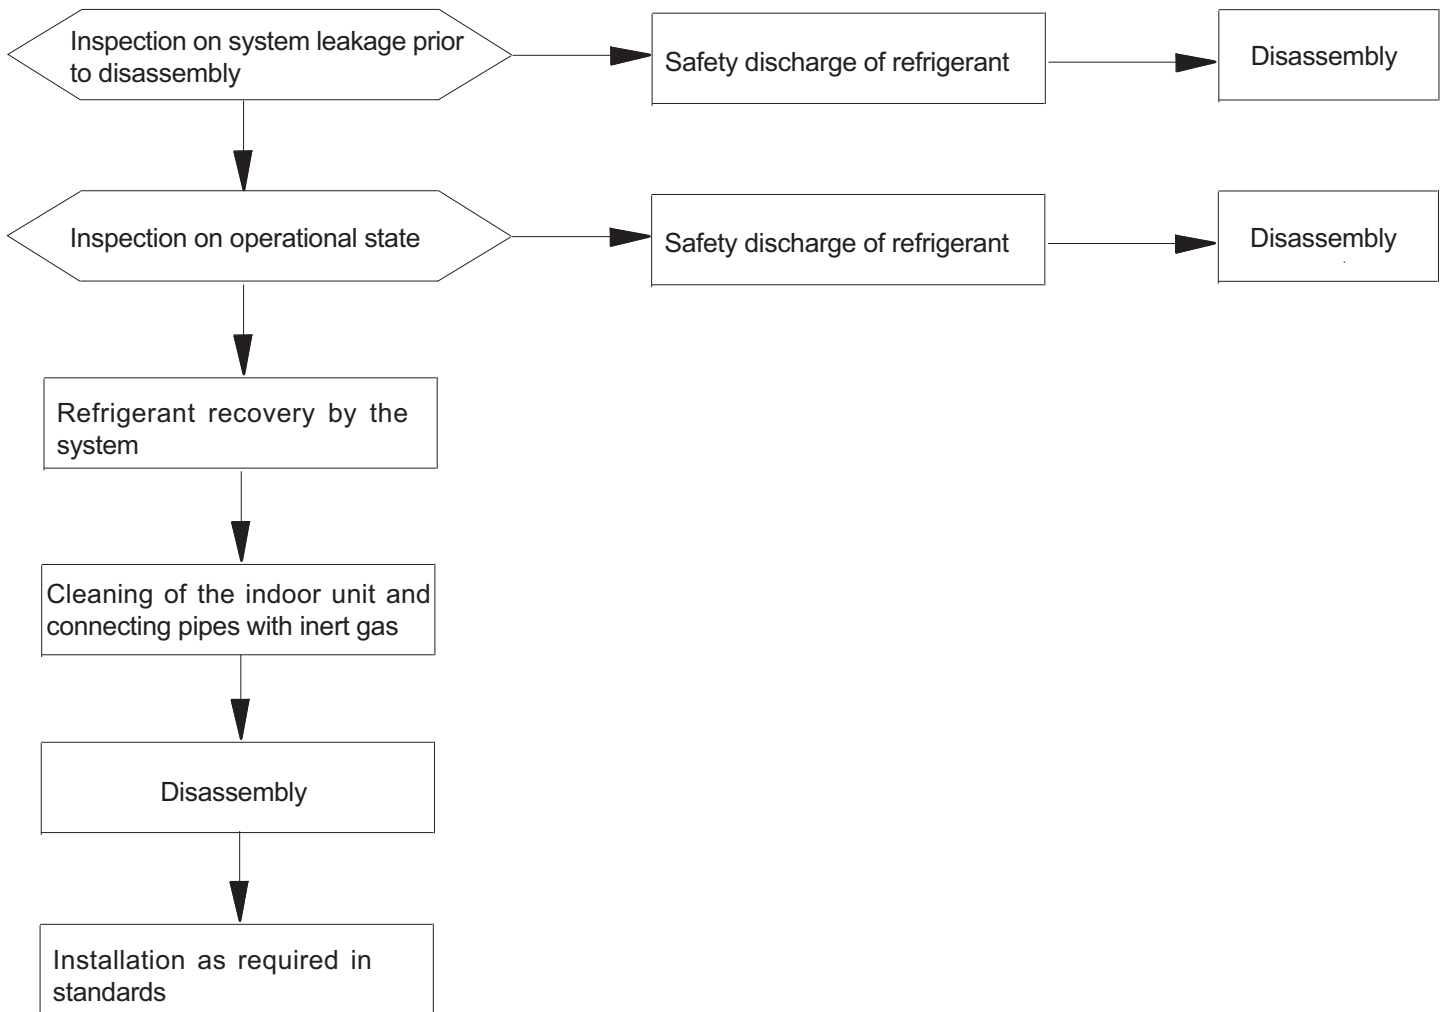 Inspection on system leakage prior
to disassembly
Safety discharge of refrigerant
Disassembly
Inspection on operational state
Safety discharge of refrigerant
Disassembly
Refrigerant recovery by the
system
Cleaning of the indoor unit and
connecting pipes with inert gas
Disassembly
Installation as required in
standards